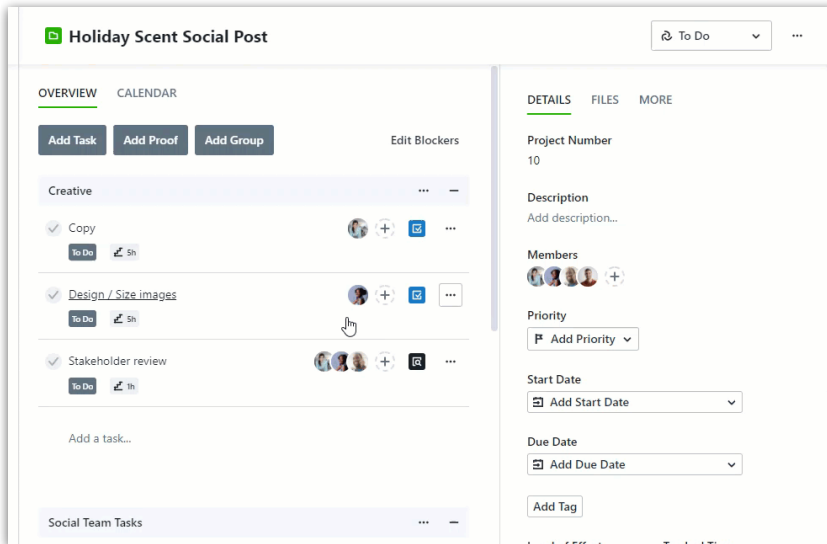 Holiday Scent Social Post
To Do
OVERVIEW CALENDAR
Add Task Add Proof Add Group Edit Blockers
Creative
Copy
To Do 5h
Design / Size images
To Do 5h
Stakeholder review
To Do 1h
Add a task...
Social Team Tasks
DETAILS FILES MORE
Project Number
10
Description
Add description...
Members
Priority
Add Priority
Start Date
Add Start Date
Due Date
Add Due Date
Add Tag